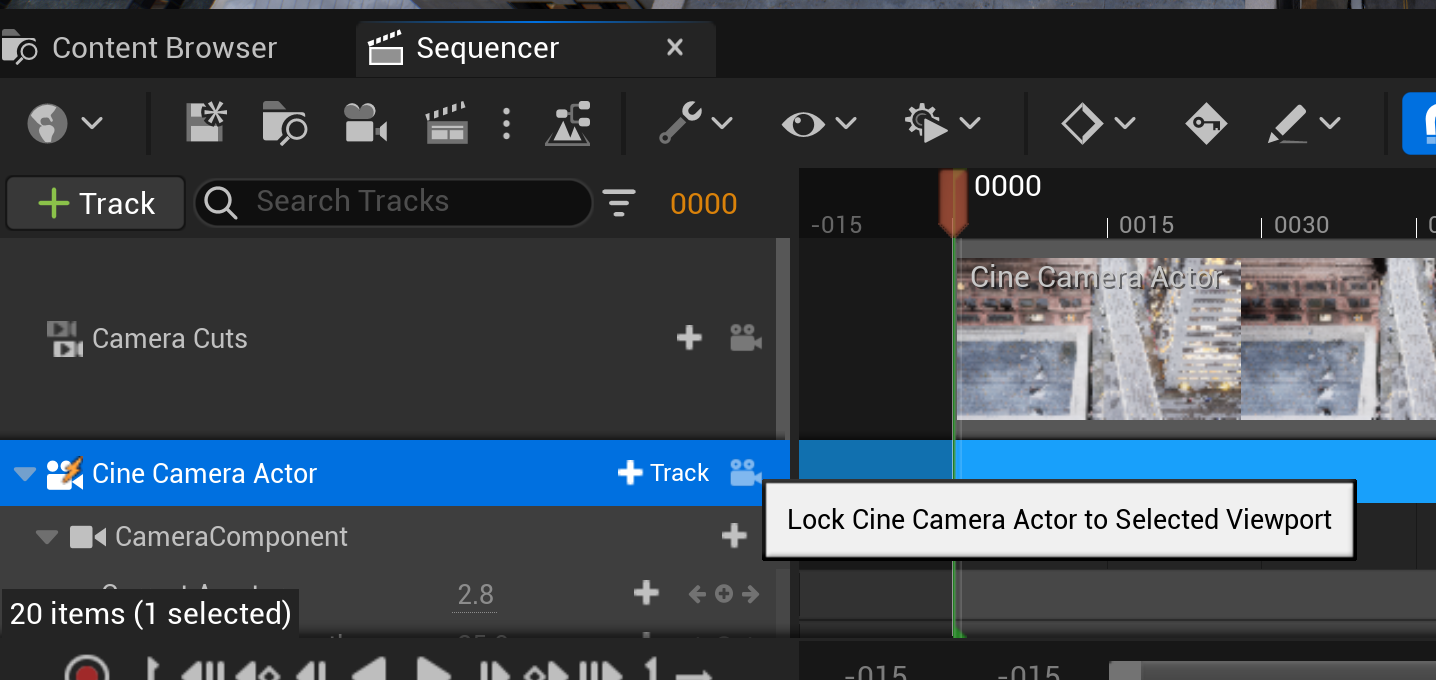 Content Browser
Sequencer
Track
Search Tracks
0000
0000
-015
0015
0030
Cine Camera Actor
Camera Cuts
Cine Camera Actor
Track
Lock Cine Camera Actor to Selected Viewport
CameraComponent
2.8
20 items (1 selected)
-015
-015